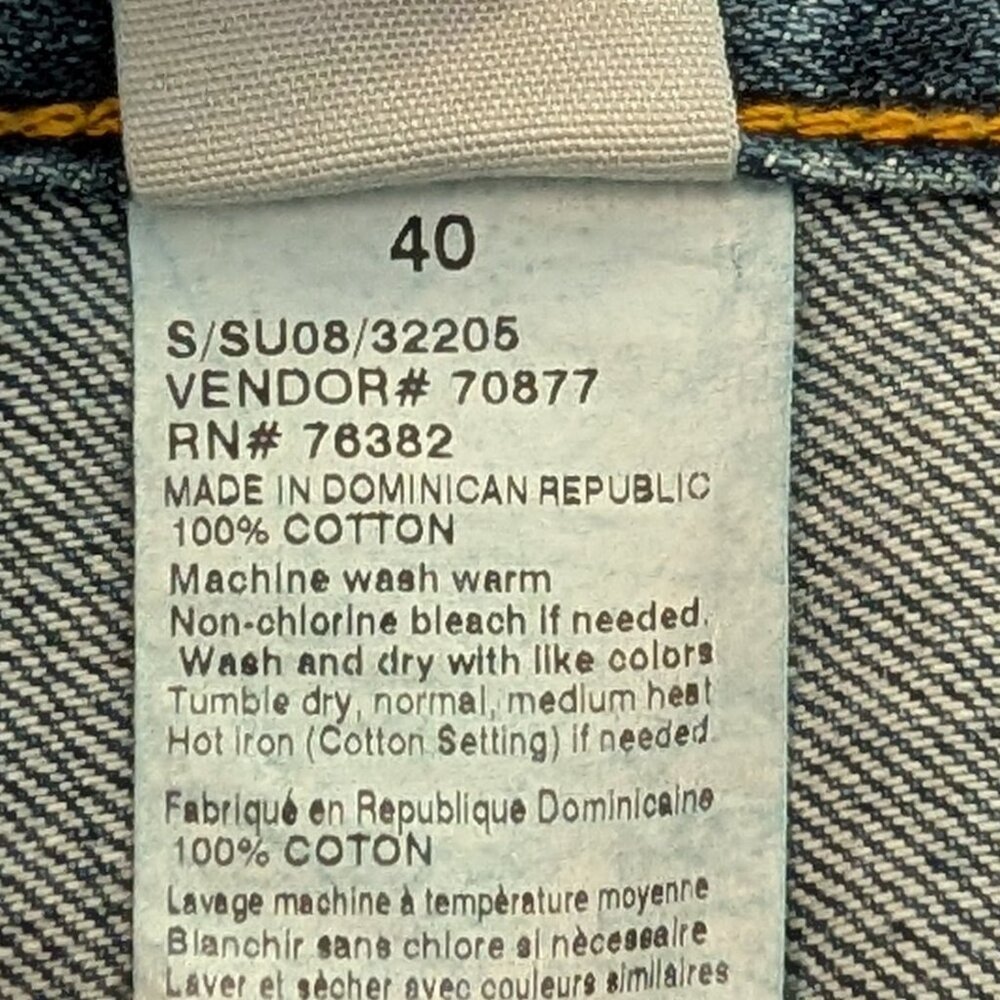 40
S/SU08/32205
VENDOR# 70877
RN# 76382
MADE IN DOMINICAN REPUBLIC
100% COTTON
Machine wash warm
Non-chlorine bleach if needed.
Wash and dry with like colors
Tumble dry, normal, medium heat
Hot iron (Cotton Setting) if needed.
Fabriqué en Republique Dominicaine
100% COTON
Lavage machine à tempèrature moyenne
Blanchir sans chlore si nècessaire
Laver et sècher avec couleurs similaires